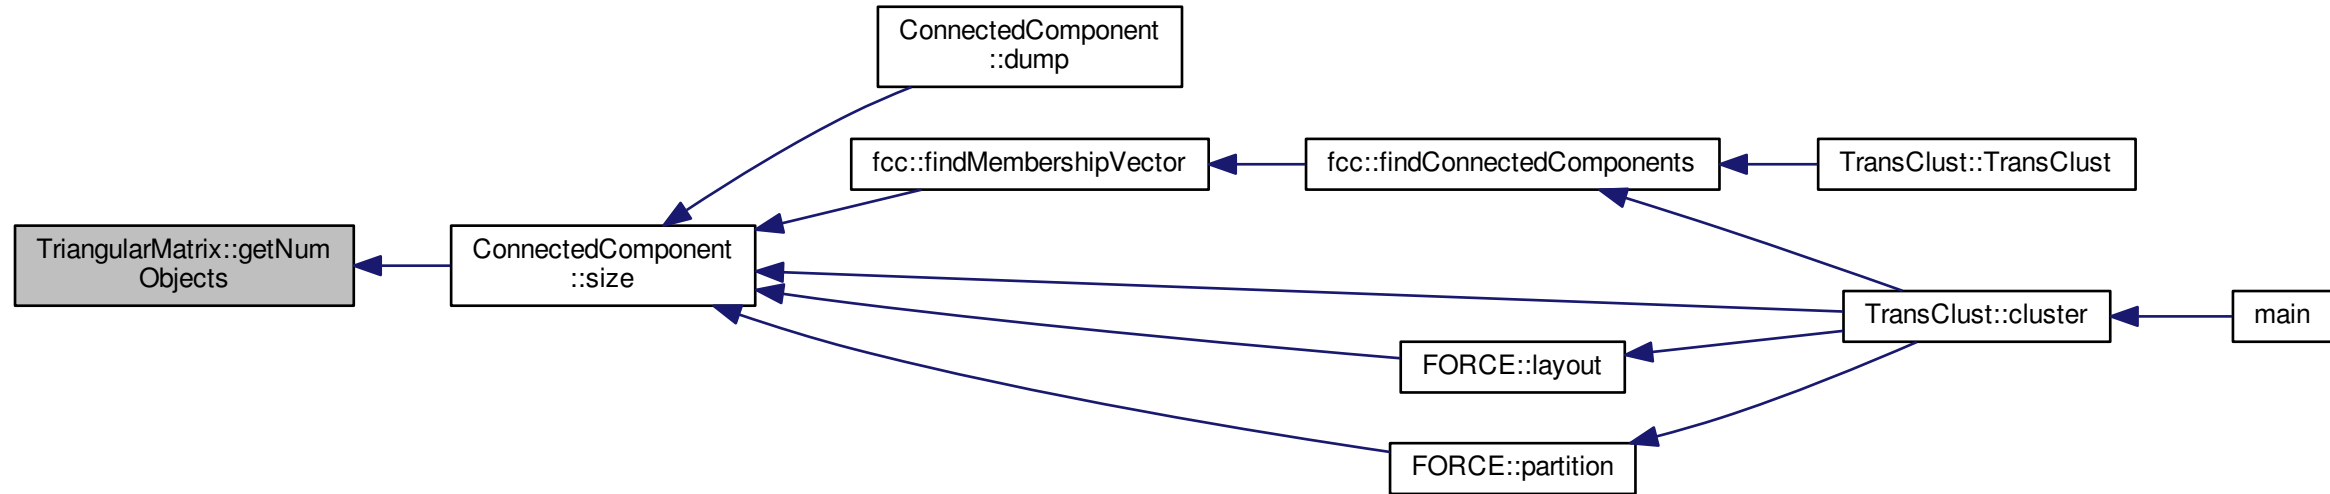 ConnectedComponent
::dump
fcc::findMembershipVector
fcc::findConnectedComponents
TransClust::TransClust
TriangularMatrix::getNum
Objects
ConnectedComponent
::size
TransClust::cluster
main
FORCE::layout
FORCE::partition